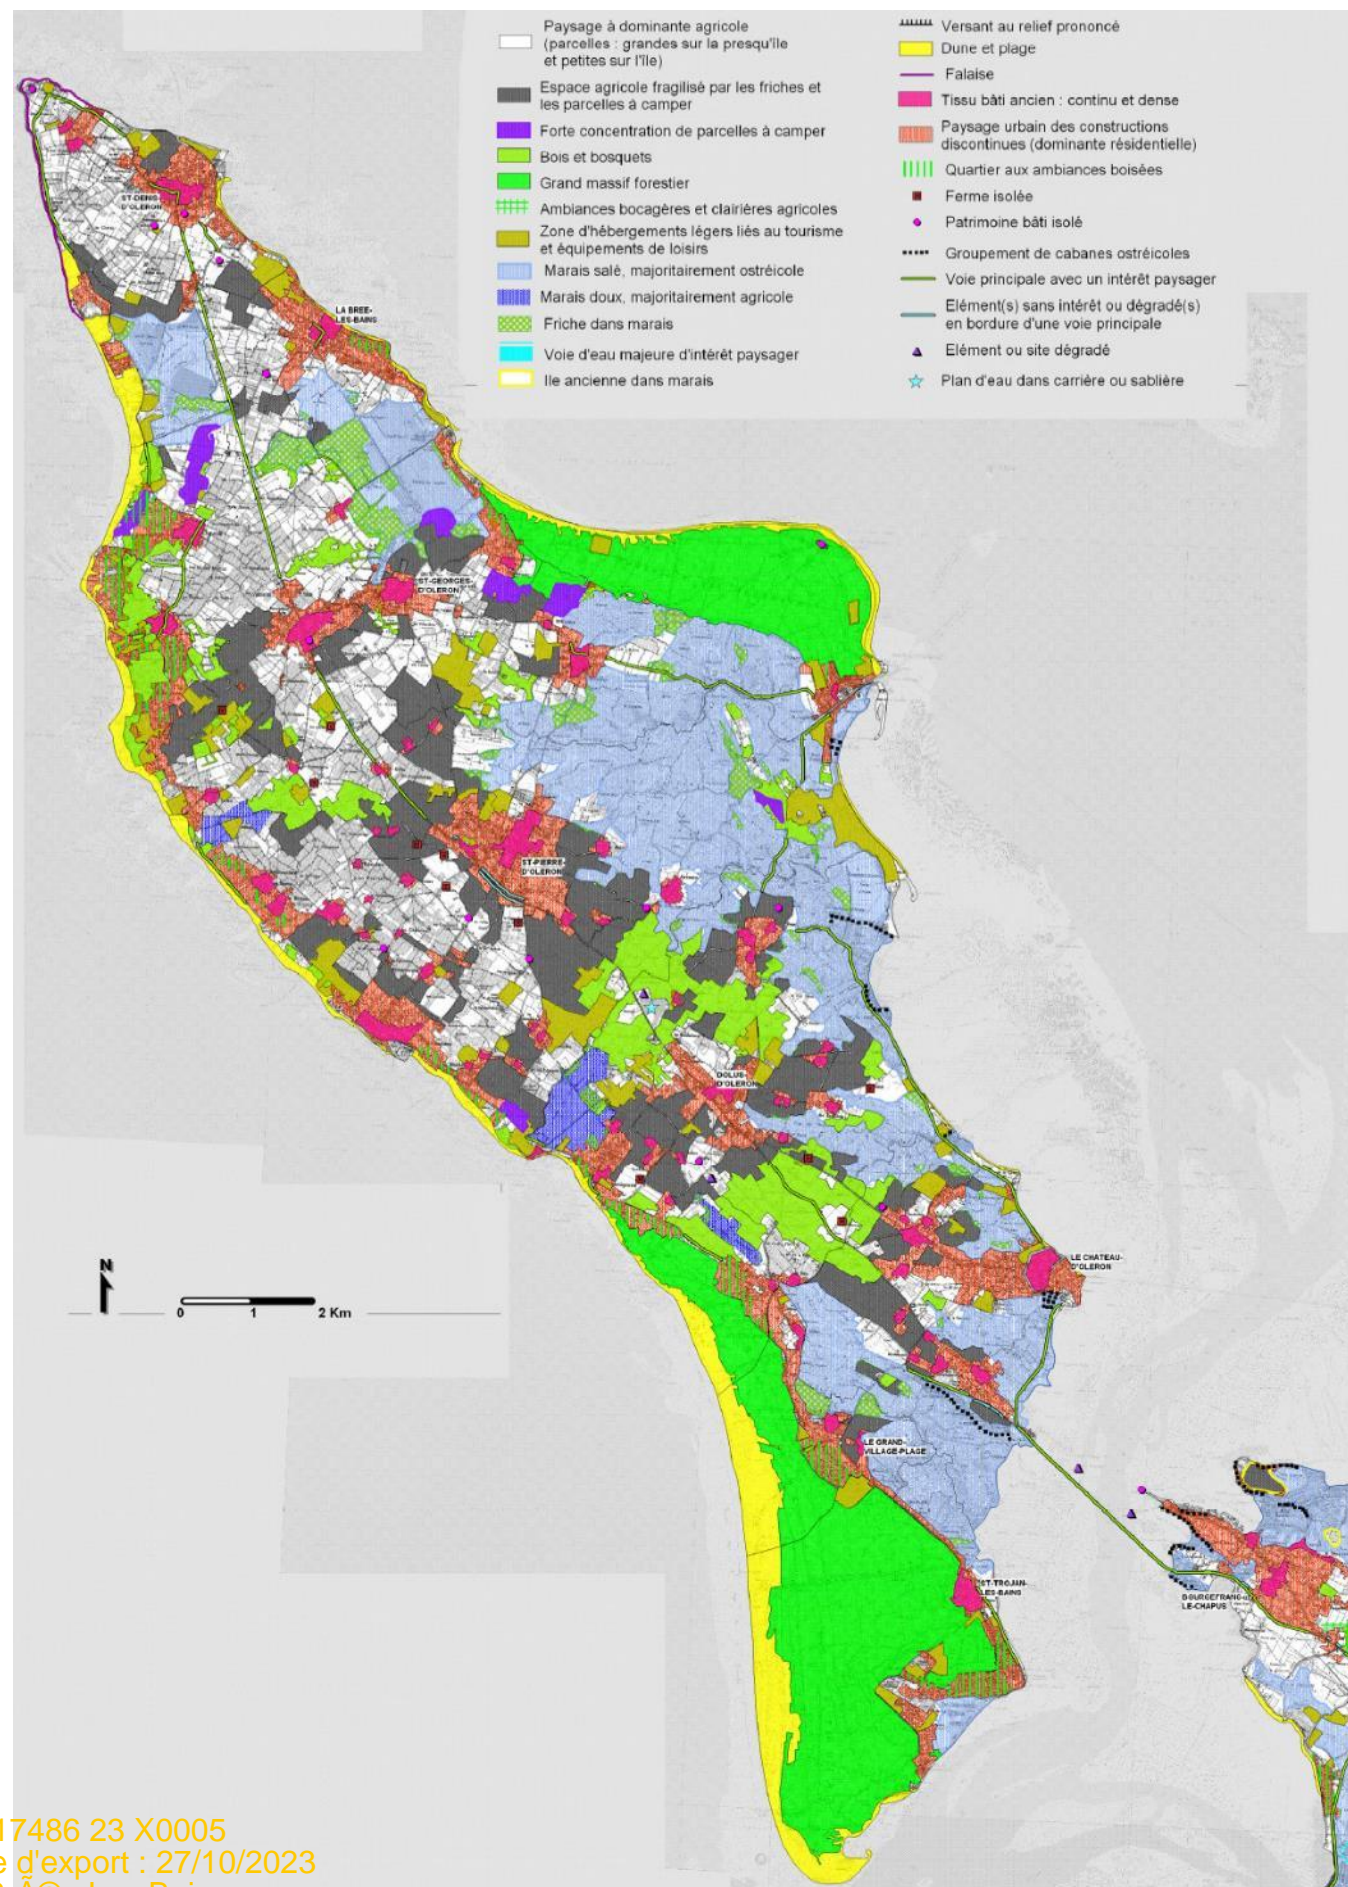 Paysage à dominante agricole
(parcelles : grandes sur la presqu'île
et petites sur l'île)
Espace agricole fragilisé par les friches et
les parcelles à camper
Forte concentration de parcelles à camper
Bois et bosquets
Grand massif forestier
Ambiances bocagères et clairières agricoles
Zone d'hébergements légers liés au tourisme
et équipements de loisirs
Marais salé, majoritairement ostréicole
Marais doux, majoritairement agricole
Friche dans marais
Voie d'eau majeure d'intérêt paysager
Ile ancienne dans marais
Versant au relief prononcé
Dune et plage
Falaise
Tissu bâti ancien : continu et dense
Paysage urbain des constructions
discontinues (dominante résidentielle)
Quartier aux ambiances boisées
Ferme isolée
Patrimoine bâti isolé
Groupement de cabanes ostréicoles
Voie principale avec un intérêt paysager
Elément(s) sans intérêt ou dégradé(s)
en bordure d'une voie principale
Elément ou site dégradé
Plan d'eau dans carrière ou sablière
ST-DENIS-
D'OLERON
LA BREE-
LES-BAINS
ST-GEORGES-
D'OLERON
ST-PIERRE-
D'OLERON
DOLUS-
D'OLERON
LE CHATEAU-
D'OLERON
N
0 1 2 Km
LE GRAND-
VILLAGE-PLAGE
ST-TROJAN-
LES-BAINS
BOURGEFRANC-
LE-CHAPUS
17486 23 X0005
e d'export : 27/10/2023